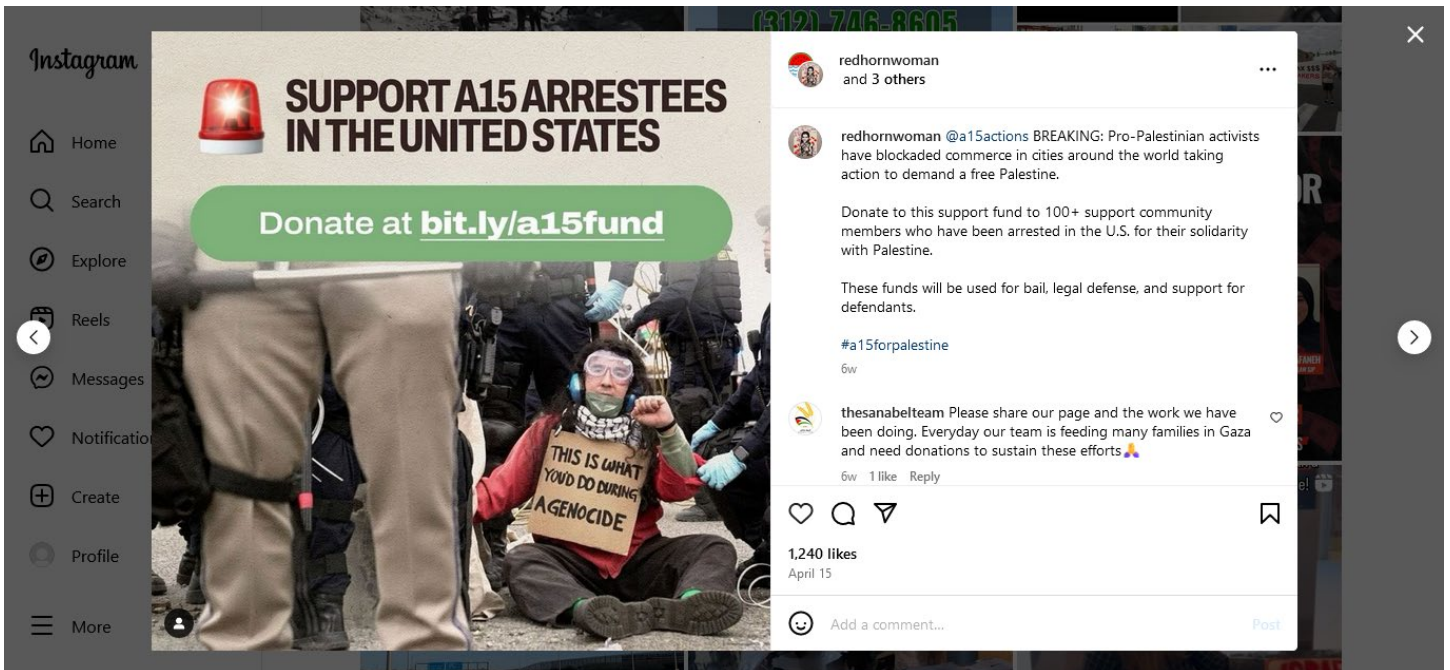 (312) 746-8605
Instagram
Home
Search
Explore
Reels
Messages
Notification
Create
Profile
More
SUPPORT A15 ARRESTEES
IN THE UNITED STATES
Donate at bit.ly/a15fund
THIS IS WHAT
YOU'D DO DURING
A GENOCIDE
redhornwoman
and 3 others
redhornwoman @a15actions BREAKING: Pro-Palestinian activists
have blockaded commerce in cities around the world taking
action to demand a free Palestine.
Donate to this support fund to 100+ support community
members who have been arrested in the U.S. for their solidarity
with Palestine.
These funds will be used for bail, legal defense, and support for
defendants.
#a15forpalestine
6w
thesanabelteam Please share our page and the work we have
been doing. Everyday our team is feeding many families in Gaza
and need donations to sustain these efforts🙏
6w 1 like Reply
1,240 likes
April 15
Add a comment...
Post